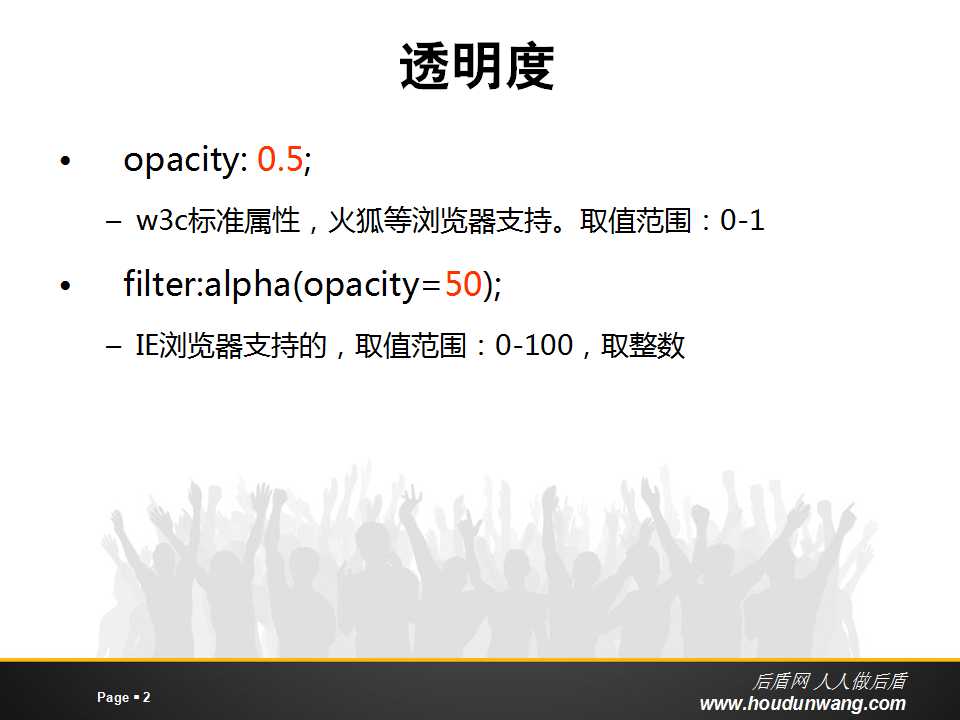 透明度
• opacity: 0.5;
– w3c标准属性，火狐等浏览器支持。取值范围：0-1
• filter:alpha(opacity=50);
– IE浏览器支持的，取值范围：0-100，取整数
Page ▪ 2
后盾网 人人做后盾
www.houdunwang.com